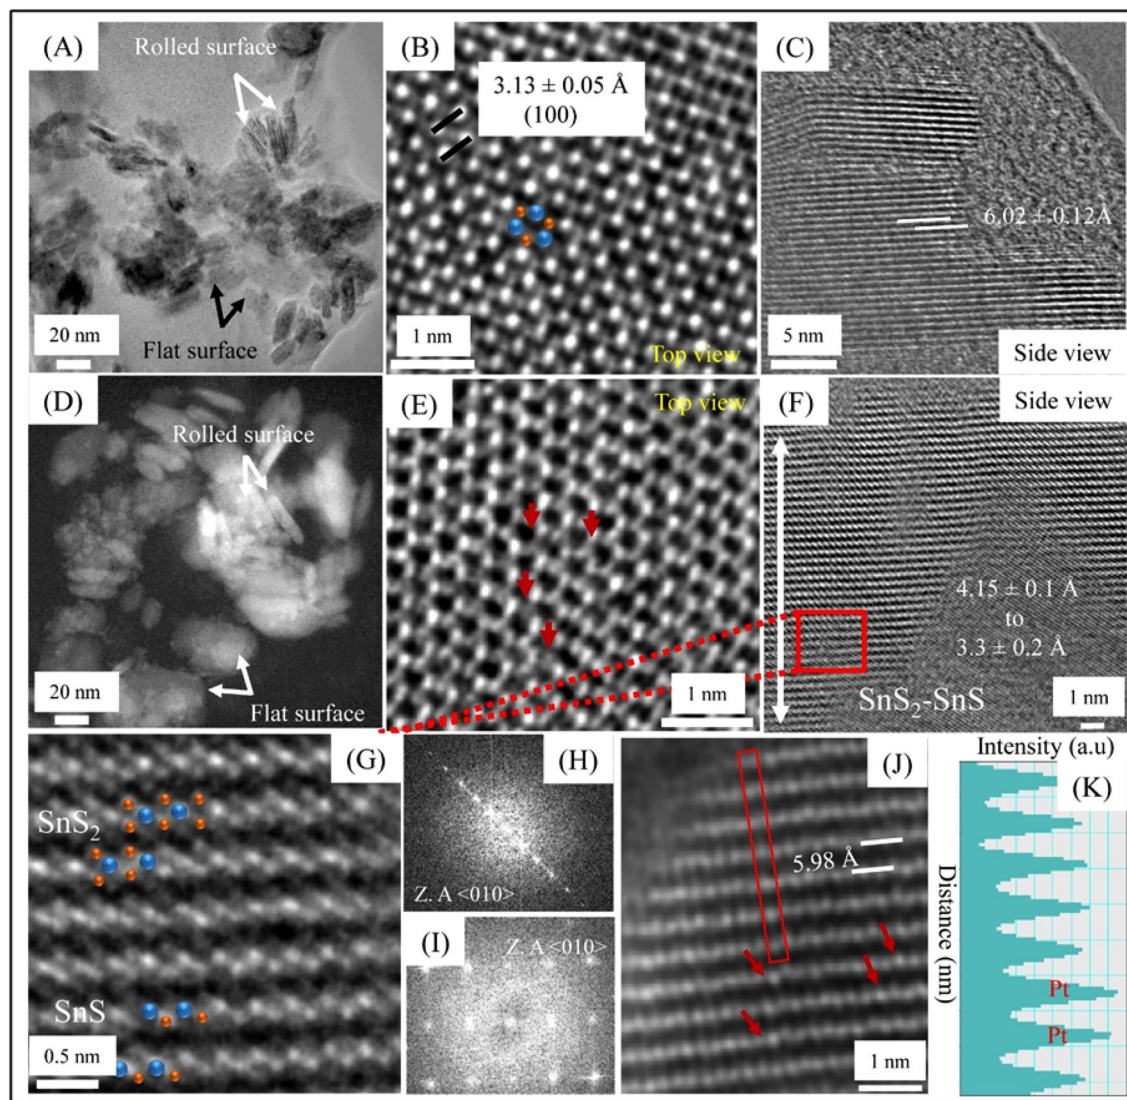 (A)
Rolled surface
20 nm
Flat surface
(B)
3.13 ± 0.05 Å
(100)
1 nm
Top view
(C)
6.02 ± 0.12Å
5 nm
Side view
(D)
Rolled surface
20 nm
Flat surface
(E)
Top view
1 nm
(F)
Side view
4.15 ± 0.1 Å
to
3.3 ± 0.2 Å
SnS₂-SnS
1 nm
(G)
SnS₂
SnS
0.5 nm
(H)
Z. A <010>
(I)
Z. A <010>
(J)
5.98 Å
1 nm
Intensity (a.u)
(K)
Distance (nm)
Pt
Pt